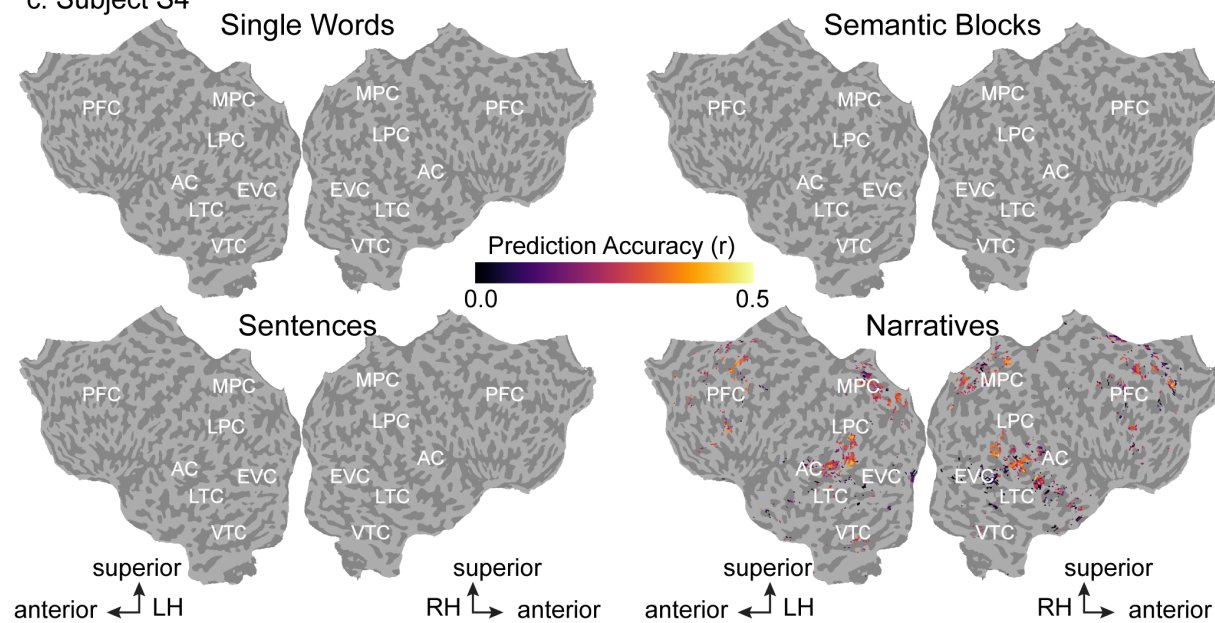 c. Subject S4
Single Words
Semantic Blocks
PFC MPC MPC PFC
LPC LPC
AC AC
EVC EVC
LTC LTC
VTC VTC
PFC MPC MPC PFC
LPC LPC
AC AC
EVC EVC
LTC LTC
VTC VTC
Prediction Accuracy (r)
0.0 0.5
Sentences
Narratives
PFC MPC MPC PFC
LPC LPC
AC AC
EVC EVC
LTC LTC
VTC VTC
PFC MPC MPC PFC
LPC LPC
AC AC
EVC EVC
LTC LTC
VTC VTC
superior superior superior superior
anterior LH RH anterior anterior LH RH anterior